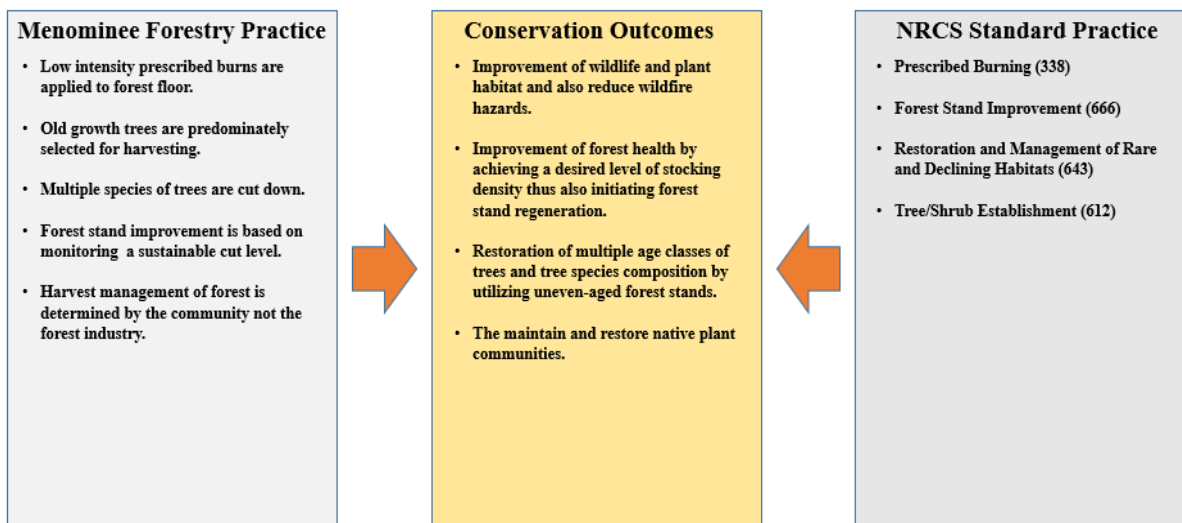 Menominee Forestry Practice
• Low intensity prescribed burns are
applied to forest floor.
• Old growth trees are predominately
selected for harvesting.
• Multiple species of trees are cut down.
• Forest stand improvement is based on
monitoring a sustainable cut level.
• Harvest management of forest is
determined by the community not the
forest industry.
Conservation Outcomes
• Improvement of wildlife and plant
habitat and also reduce wildfire
hazards.
• Improvement of forest health by
achieving a desired level of stocking
density thus also initiating forest
stand regeneration.
• Restoration of multiple age classes of
trees and tree species composition by
utilizing uneven-aged forest stands.
• The maintain and restore native plant
communities.
NRCS Standard Practice
• Prescribed Burning (338)
• Forest Stand Improvement (666)
• Restoration and Management of Rare
and Declining Habitats (643)
• Tree/Shrub Establishment (612)